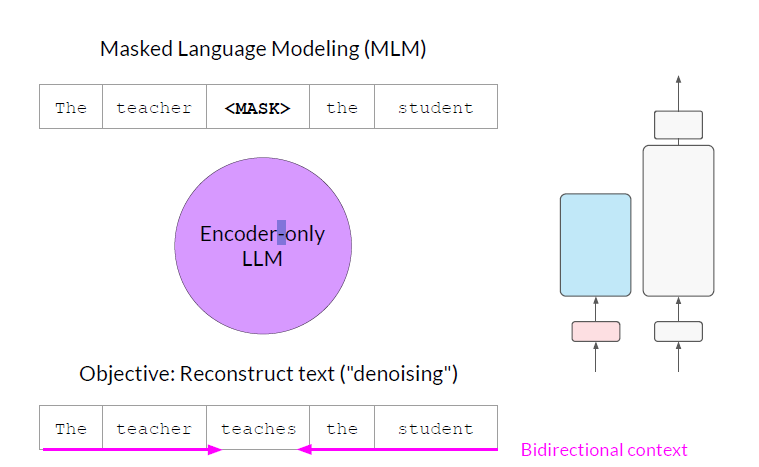 Masked Language Modeling (MLM)
The teacher <MASK> the student
Encoder-only
LLM
Objective: Reconstruct text ("denoising")
The teacher teaches the student
Bidirectional context